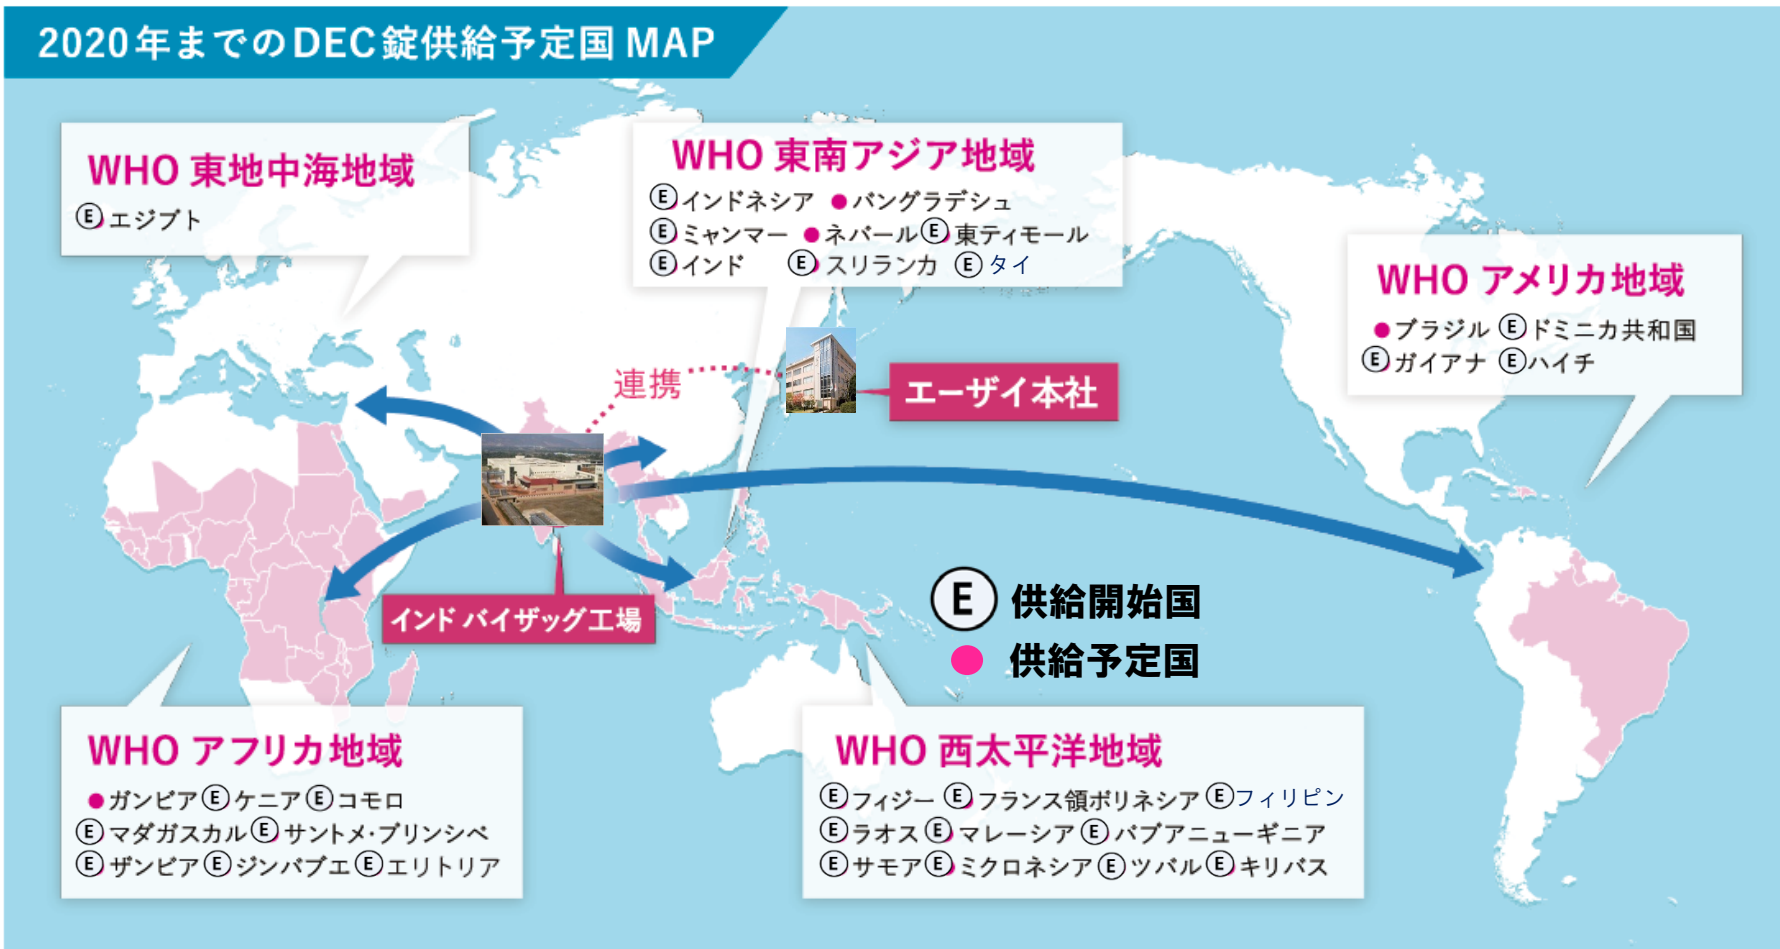 2020年までのDEC錠供給予定国 MAP
WHO 東地中海地域
Ⓔエジプト
WHO 東南アジア地域
Ⓔインドネシア ●バングラデシュ
Ⓔミャンマー ●ネパール Ⓔ東ティモール
Ⓔインド Ⓔスリランカ Ⓔタイ
WHO アメリカ地域
●ブラジル Ⓔドミニカ共和国
Ⓔガイアナ Ⓔハイチ
連携
エーザイ本社
インド バイザッグ工場
Ⓔ 供給開始国
● 供給予定国
WHO アフリカ地域
●ガンビア Ⓔケニア Ⓔコモロ
Ⓔマダガスカル Ⓔサントメ・プリンシペ
Ⓔザンビア Ⓔジンバブエ Ⓔエリトリア
WHO 西太平洋地域
Ⓔフィジー Ⓔフランス領ポリネシア Ⓔフィリピン
Ⓔラオス Ⓔマレーシア Ⓔパプアニューギニア
Ⓔサモア Ⓔミクロネシア Ⓔツバル Ⓔキリバス